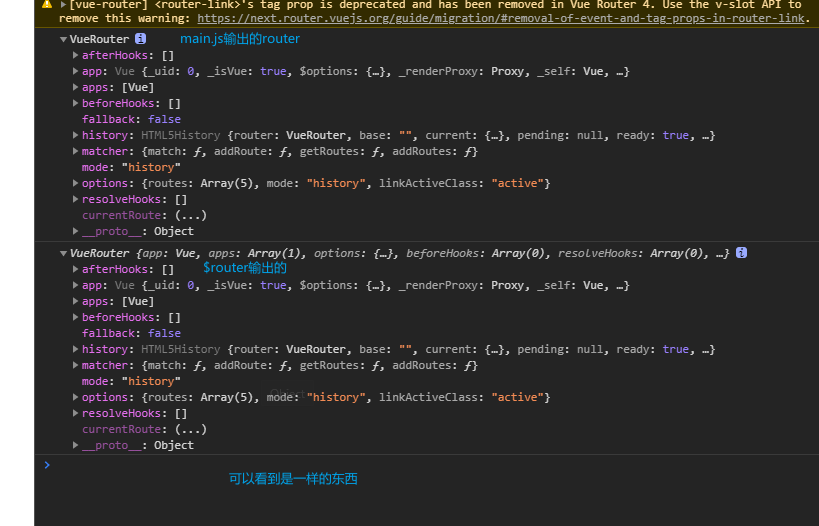 [vue-router] <router-link>'s tag prop is deprecated and has been removed in Vue Router 4. Use the v-slot API to
remove this warning: https://next.router.vuejs.org/guide/migration/#removal-of-event-and-tag-props-in-router-link.
VueRouter i main.js输出的router
afterHooks: []
app: Vue {_uid: 0, _isVue: true, $options: {…}, _renderProxy: Proxy, _self: Vue, …}
apps: [Vue]
beforeHooks: []
fallback: false
history: HTML5History {router: VueRouter, base: "", current: {…}, pending: null, ready: true, …}
matcher: {match: ƒ, addRoute: ƒ, getRoutes: ƒ, addRoutes: ƒ}
mode: "history"
options: {routes: Array(5), mode: "history", linkActiveClass: "active"}
resolveHooks: []
currentRoute: (...)
__proto__: Object
VueRouter {app: Vue, apps: Array(1), options: {…}, beforeHooks: Array(0), resolveHooks: Array(0), …} i
afterHooks: [] $router输出的
app: Vue {_uid: 0, _isVue: true, $options: {…}, _renderProxy: Proxy, _self: Vue, …}
apps: [Vue]
beforeHooks: []
fallback: false
history: HTML5History {router: VueRouter, base: "", current: {…}, pending: null, ready: true, …}
matcher: {match: ƒ, addRoute: ƒ, getRoutes: ƒ, addRoutes: ƒ}
mode: "history"
Object
options: {routes: Array(5), mode: "history", linkActiveClass: "active"}
resolveHooks: []
currentRoute: (...)
__proto__: Object
可以看到是一样的东西